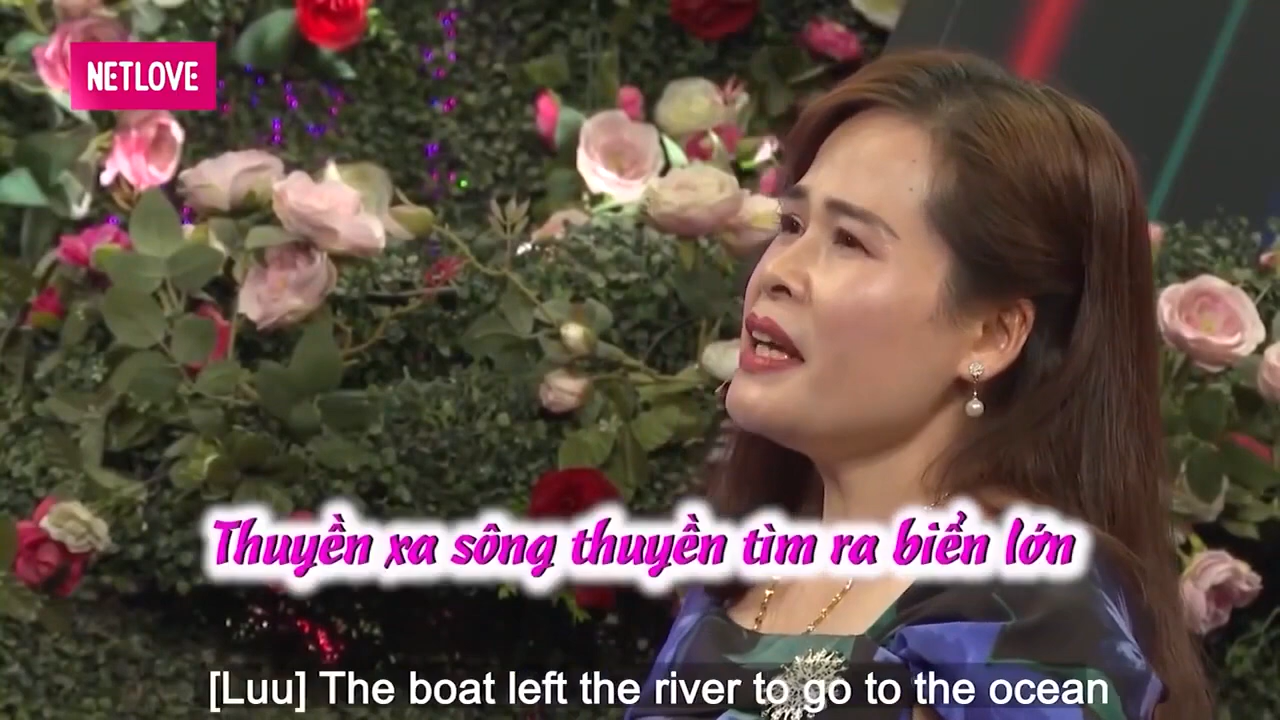 NETLOVE
Thuyền xa sông thuyền tìm ra biển lớn
[Luu] The boat left the river to go to the ocean